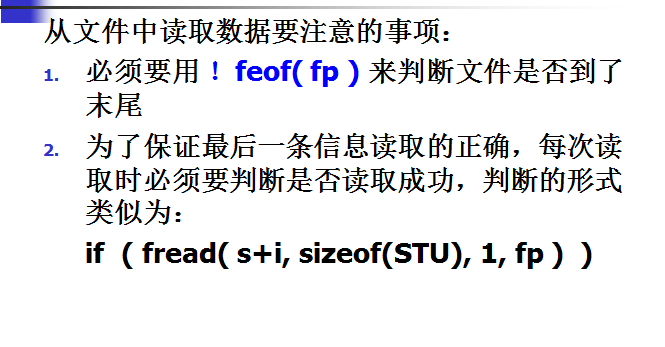 从文件中读取数据要注意的事项：
1. 必须要用！feof( fp ) 来判断文件是否到了
末尾
2. 为了保证最后一条信息读取的正确，每次读
取时必须要判断是否读取成功，判断的形式
类似为：
if ( fread( s+i, sizeof(STU), 1, fp ) )